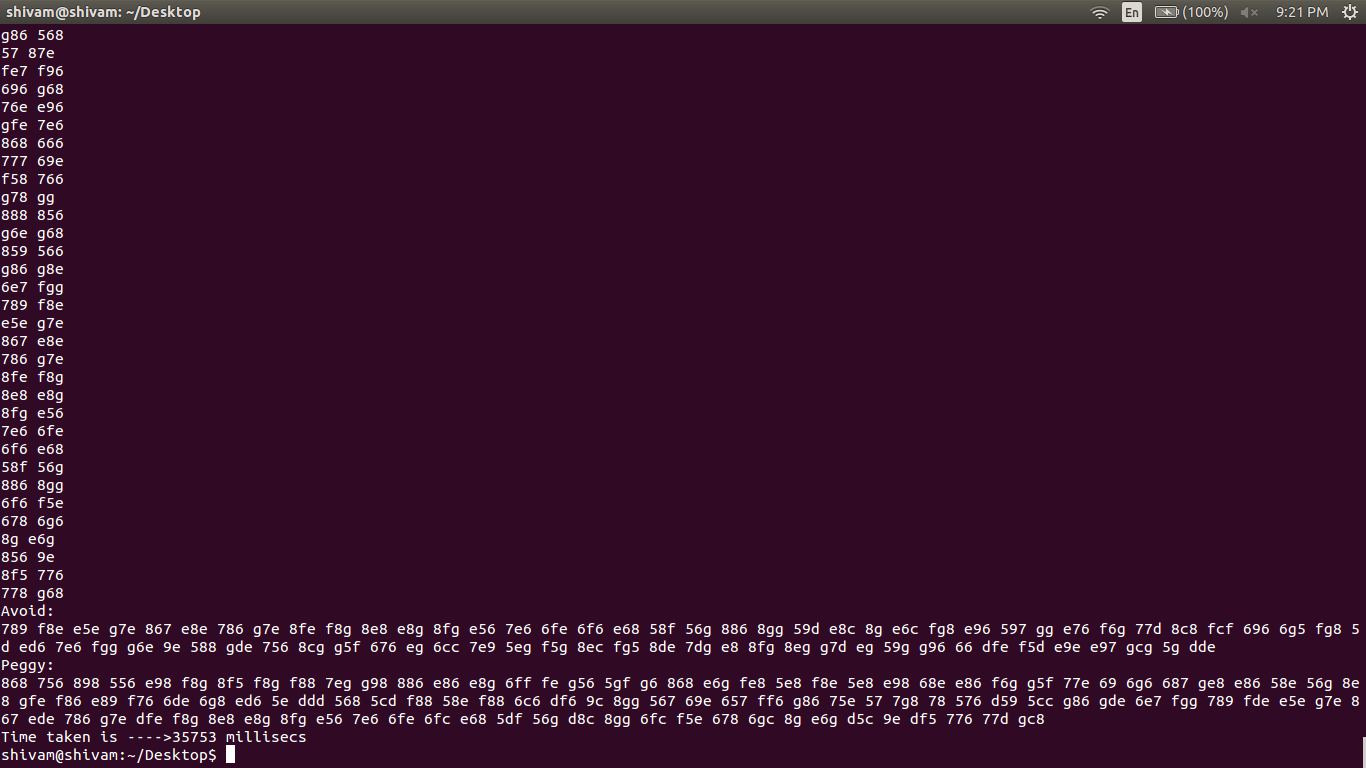 shivam@shivam: ~/Desktop
En
(100%)
9:21 PM
g86 568
57 87e
fe7 f96
696 g68
76e e96
gfe 7e6
868 666
777 69e
f58 766
g78 gg
888 856
g6e g68
859 566
g86 g8e
6e7 fgg
789 f8e
e5e g7e
867 e8e
786 g7e
8fe f8g
8e8 e8g
8fg e56
7e6 6fe
6f6 e68
58f 56g
886 8gg
6f6 f5e
678 6g6
8g e6g
856 9e
8f5 776
778 g68
Avoid:
789 f8e e5e g7e 867 e8e 786 g7e 8fe f8g 8e8 e8g 8fg e56 7e6 6fe 6f6 e68 58f 56g 886 8gg 59d e8c 8g e6c fg8 e96 597 gg e76 f6g 77d 8c8 fcf 696 6g5 fg8 5
d ed6 7e6 fgg g6e 9e 588 gde 756 8cg g5f 676 eg 6cc 7e9 5eg f5g 8ec fg5 8de 7dg e8 8fg 8eg g7d eg 59g g96 66 dfe f5d e9e e97 gcg 5g dde
Peggy:
868 756 898 556 e98 f8g 8f5 f8g f88 7eg g98 886 e86 e8g 6ff fe g56 5gf g6 868 e6g fe8 5e8 f8e 5e8 e98 68e e86 f6g g5f 77e 69 6g6 687 ge8 e86 58e 56g 8e
8 gfe f86 e89 f76 6de 6g8 ed6 5e ddd 568 5cd f88 58e f88 6c6 df6 9c 8gg 567 69e 657 ff6 g86 75e 57 7g8 78 576 d59 5cc g86 gde 6e7 fgg 789 fde e5e g7e 8
67 ede 786 g7e dfe f8g 8e8 e8g 8fg e56 7e6 6fe 6fc e68 5df 56g d8c 8gg 6fc f5e 678 6gc 8g e6g d5c 9e df5 776 77d gc8
Time taken is ---->35753 millisecs
shivam@shivam:~/Desktop$